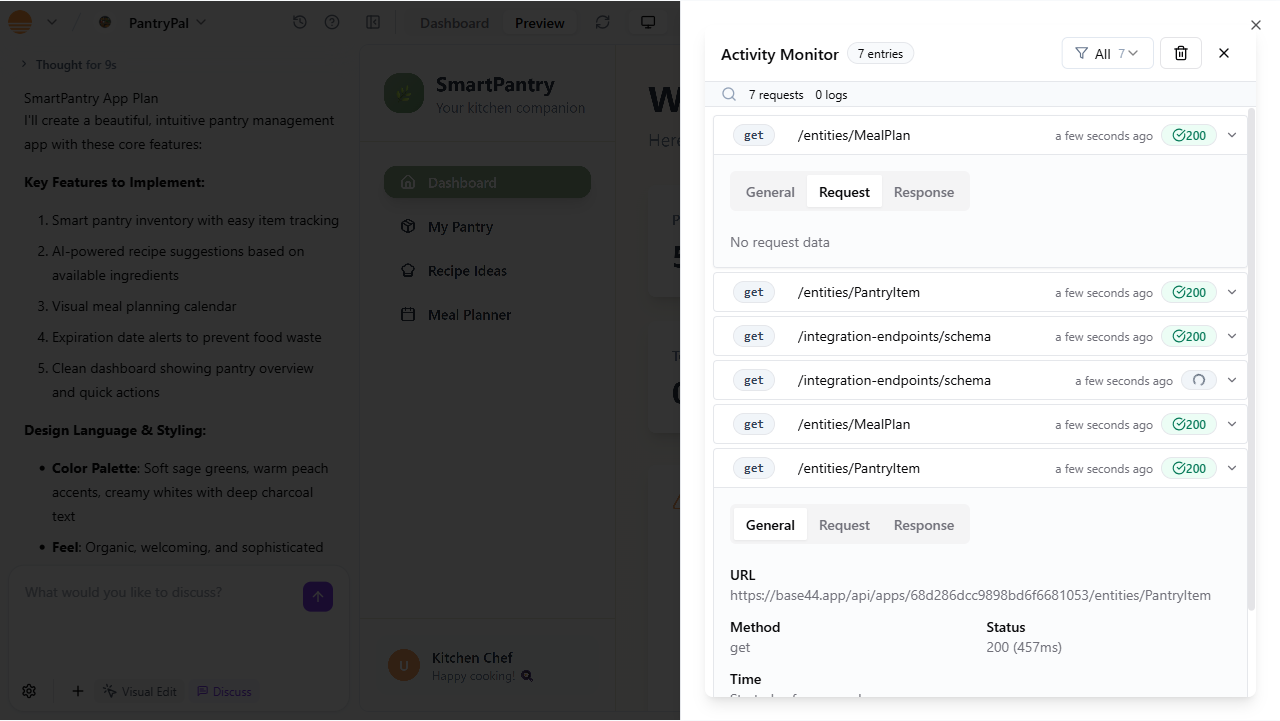 PantryPal
Dashboard
Preview
Thought for 9s
SmartPantry App Plan
I'll create a beautiful, intuitive pantry management
app with these core features:
Key Features to Implement:
1. Smart pantry inventory with easy item tracking
2. AI-powered recipe suggestions based on
available ingredients
3. Visual meal planning calendar
4. Expiration date alerts to prevent food waste
5. Clean dashboard showing pantry overview
and quick actions
Design Language & Styling:
• Color Palette: Soft sage greens, warm peach
accents, creamy whites with deep charcoal
text
• Feel: Organic, welcoming, and sophisticated
What would you like to discuss?
Visual Edit
Discuss
SmartPantry
Your kitchen companion
Dashboard
My Pantry
Recipe Ideas
Meal Planner
U
Kitchen Chef
Happy cooking!
Here
Activity Monitor
7 entries
All 7
7 requests 0 logs
get /entities/MealPlan a few seconds ago 200
General Request Response
No request data
get /entities/PantryItem a few seconds ago 200
get /integration-endpoints/schema a few seconds ago 200
get /integration-endpoints/schema a few seconds ago
get /entities/MealPlan a few seconds ago 200
get /entities/PantryItem a few seconds ago 200
General Request Response
URL
https://base44.app/api/apps/68d286dcc9898bd6f6681053/entities/PantryItem
Method Status
get 200 (457ms)
Time